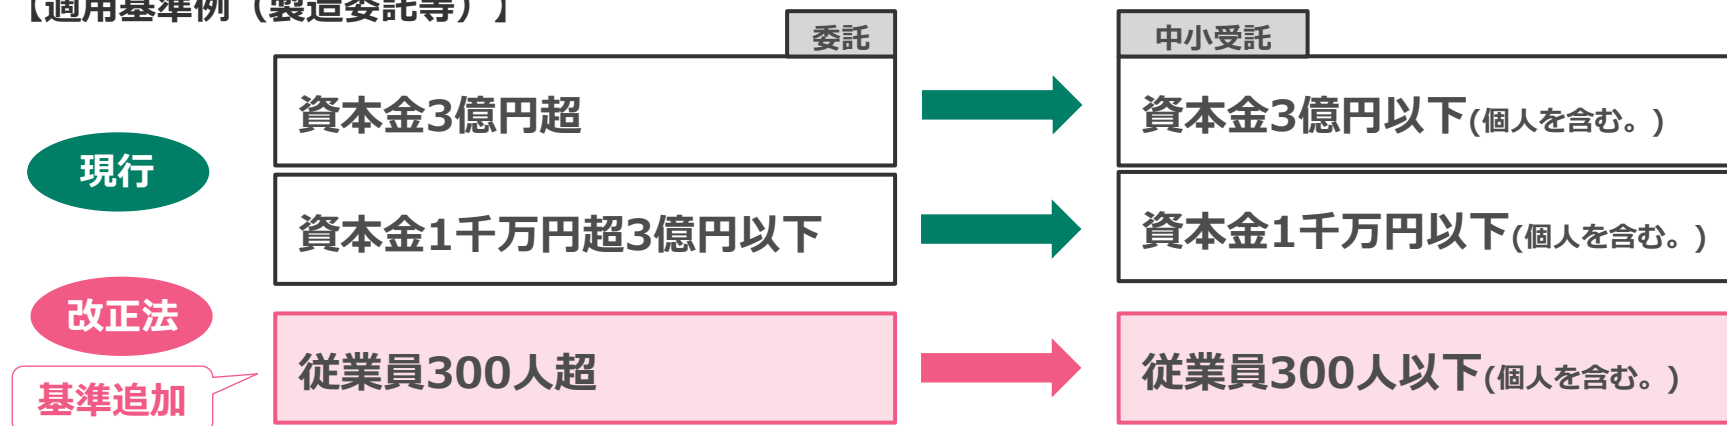 【適用基準例（製造委託等）】
委託
中小受託
現行
資本金3億円超
資本金3億円以下(個人を含む。)
資本金1千万円超3億円以下
資本金1千万円以下(個人を含む。)
改正法
基準追加
従業員300人超
従業員300人以下(個人を含む。)